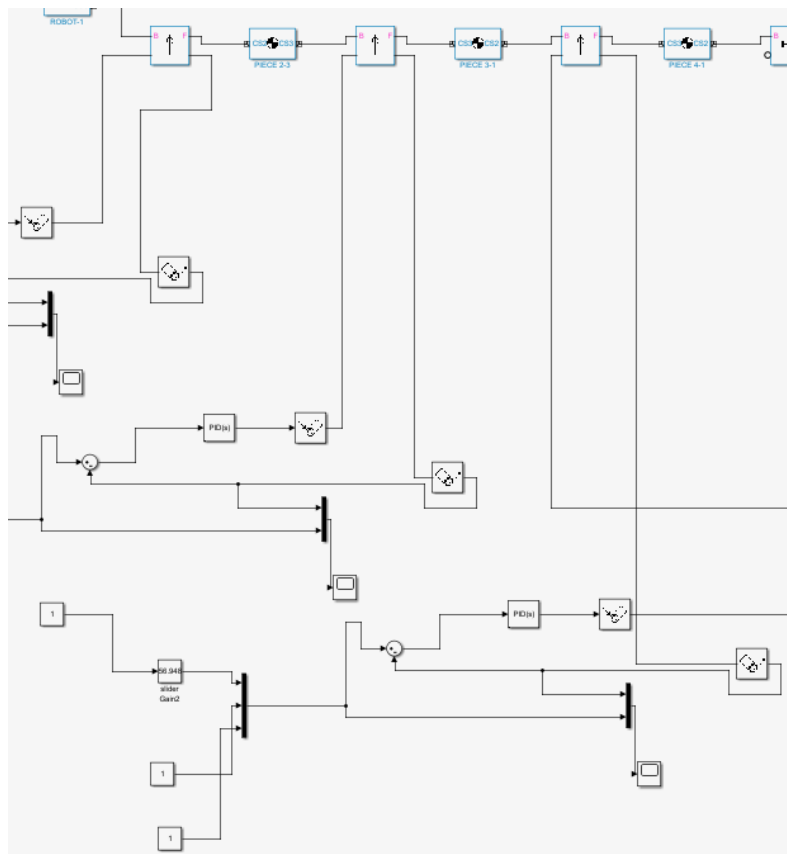 ROBOT-1
B F
CS2 CS3
PIECE 2-3
B F
CS3 CS2
PIECE 3-1
B F
CS3 CS2
PIECE 4-1
B
PID(s)
+
-
1
56.948
slider
Gain2
PID(s)
+
-
1
1